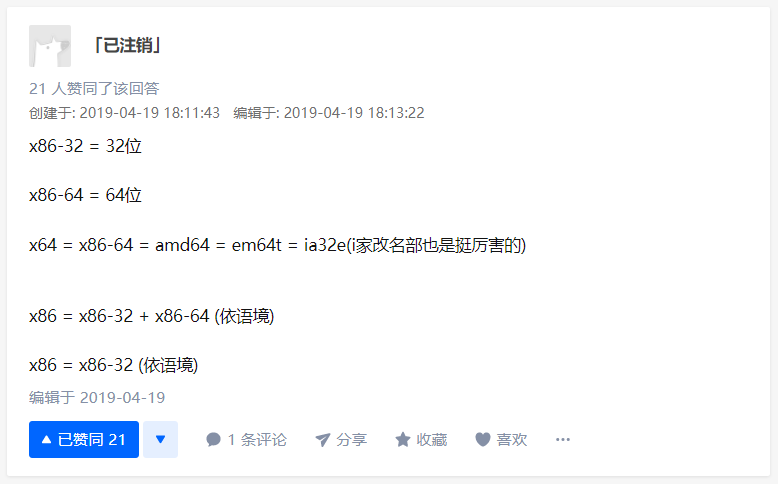 「已注销」
21 人赞同了该回答
创建于: 2019-04-19 18:11:43 编辑于: 2019-04-19 18:13:22
x86-32 = 32位
x86-64 = 64位
x64 = x86-64 = amd64 = em64t = ia32e(i家改名部也是挺厉害的)
x86 = x86-32 + x86-64 (依语境)
x86 = x86-32 (依语境)
编辑于 2019-04-19
已赞同 21 1 条评论 分享 收藏 喜欢